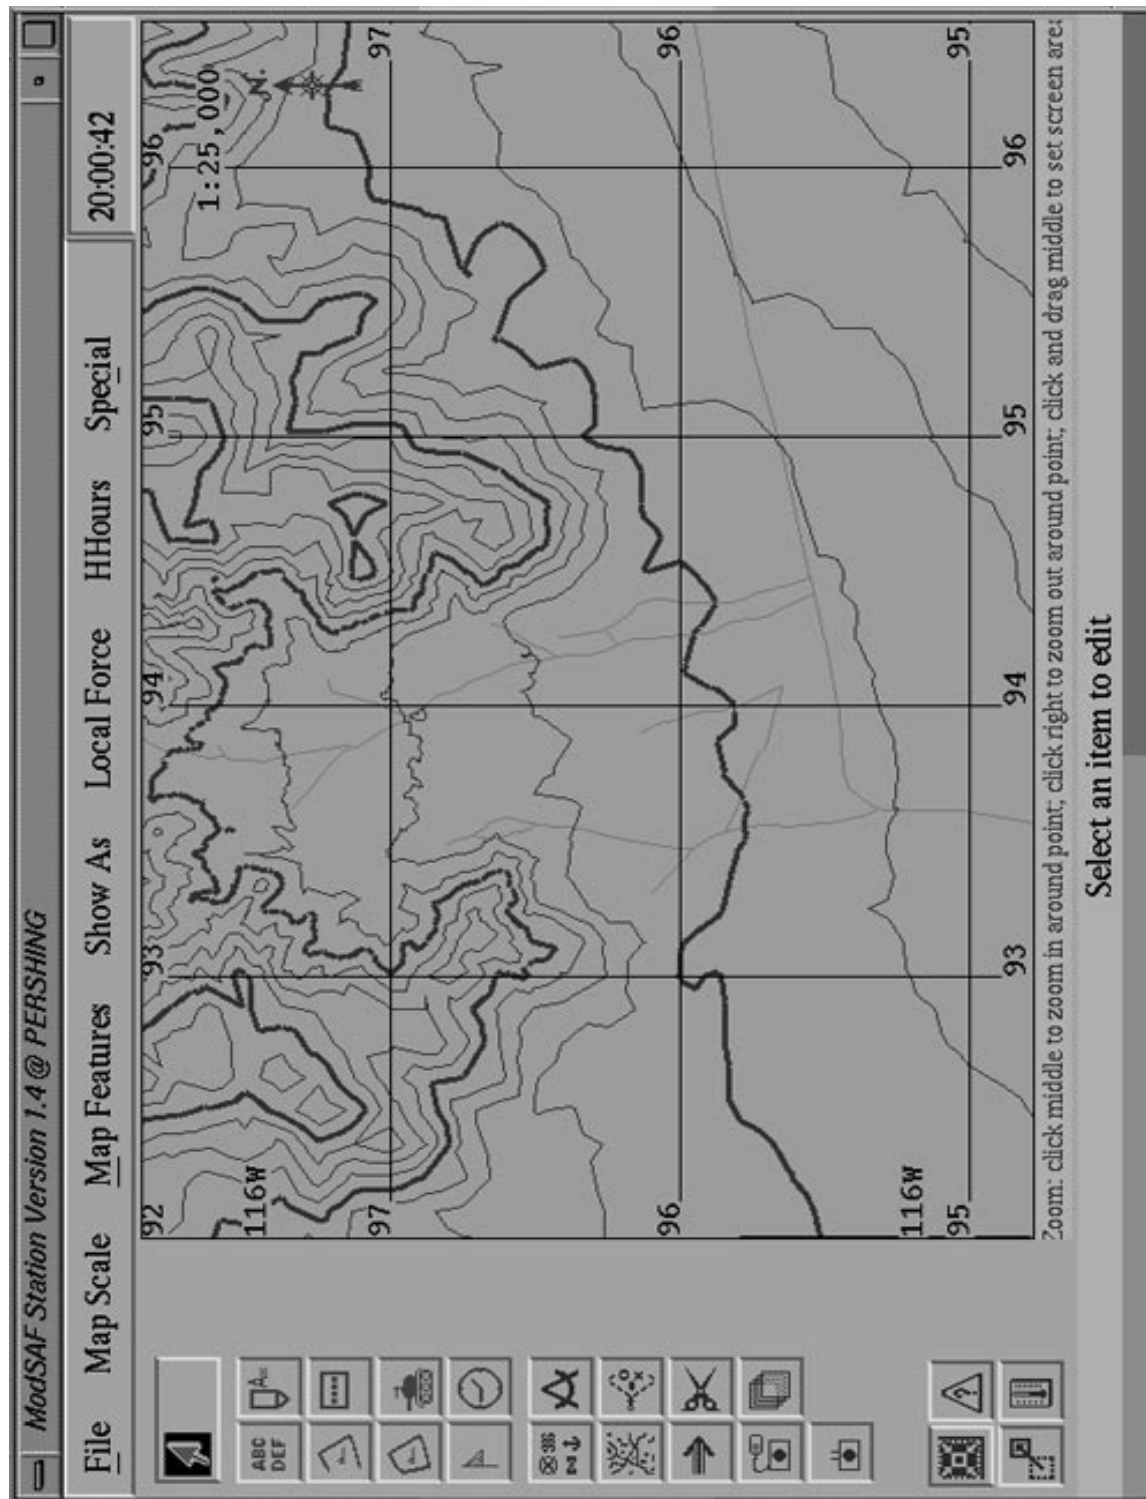 ModSAF Station Version 1.4 @ PERSHING
File Map Scale Map Features Show As Local Force HHours Special 20:00:42
92 93 94 95 96
1:25,000
116W N.
ABC
DEF
97 97
96 96
116W
95 95
93 94 95 96
Zoom: click middle to zoom in around point; click right to zoom out around point; click and drag middle to set screen
Select an item to edit